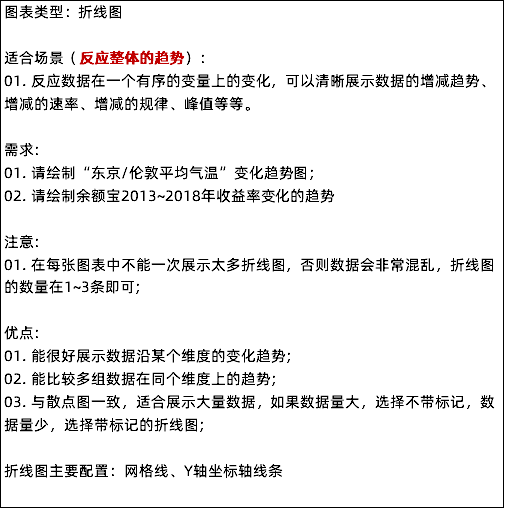 图表类型：折线图
适合场景（反应整体的趋势）：
01. 反应数据在一个有序的变量上的变化，可以清晰展示数据的增减趋势、
增减的速率、增减的规律、峰值等等。
需求：
01. 请绘制“东京/伦敦平均气温”变化趋势图；
02. 请绘制余额宝2013~2018年收益率变化的趋势
注意：
01. 在每张图表中不能一次展示太多折线图，否则数据会非常混乱，折线图
的数量在1~3条即可；
优点：
01. 能很好展示数据沿某个维度的变化趋势；
02. 能比较多组数据在同个维度上的趋势；
03. 与散点图一致，适合展示大量数据，如果数据量大，选择不带标记，数
据量少，选择带标记的折线图；
折线图主要配置：网格线、Y轴坐标轴线条